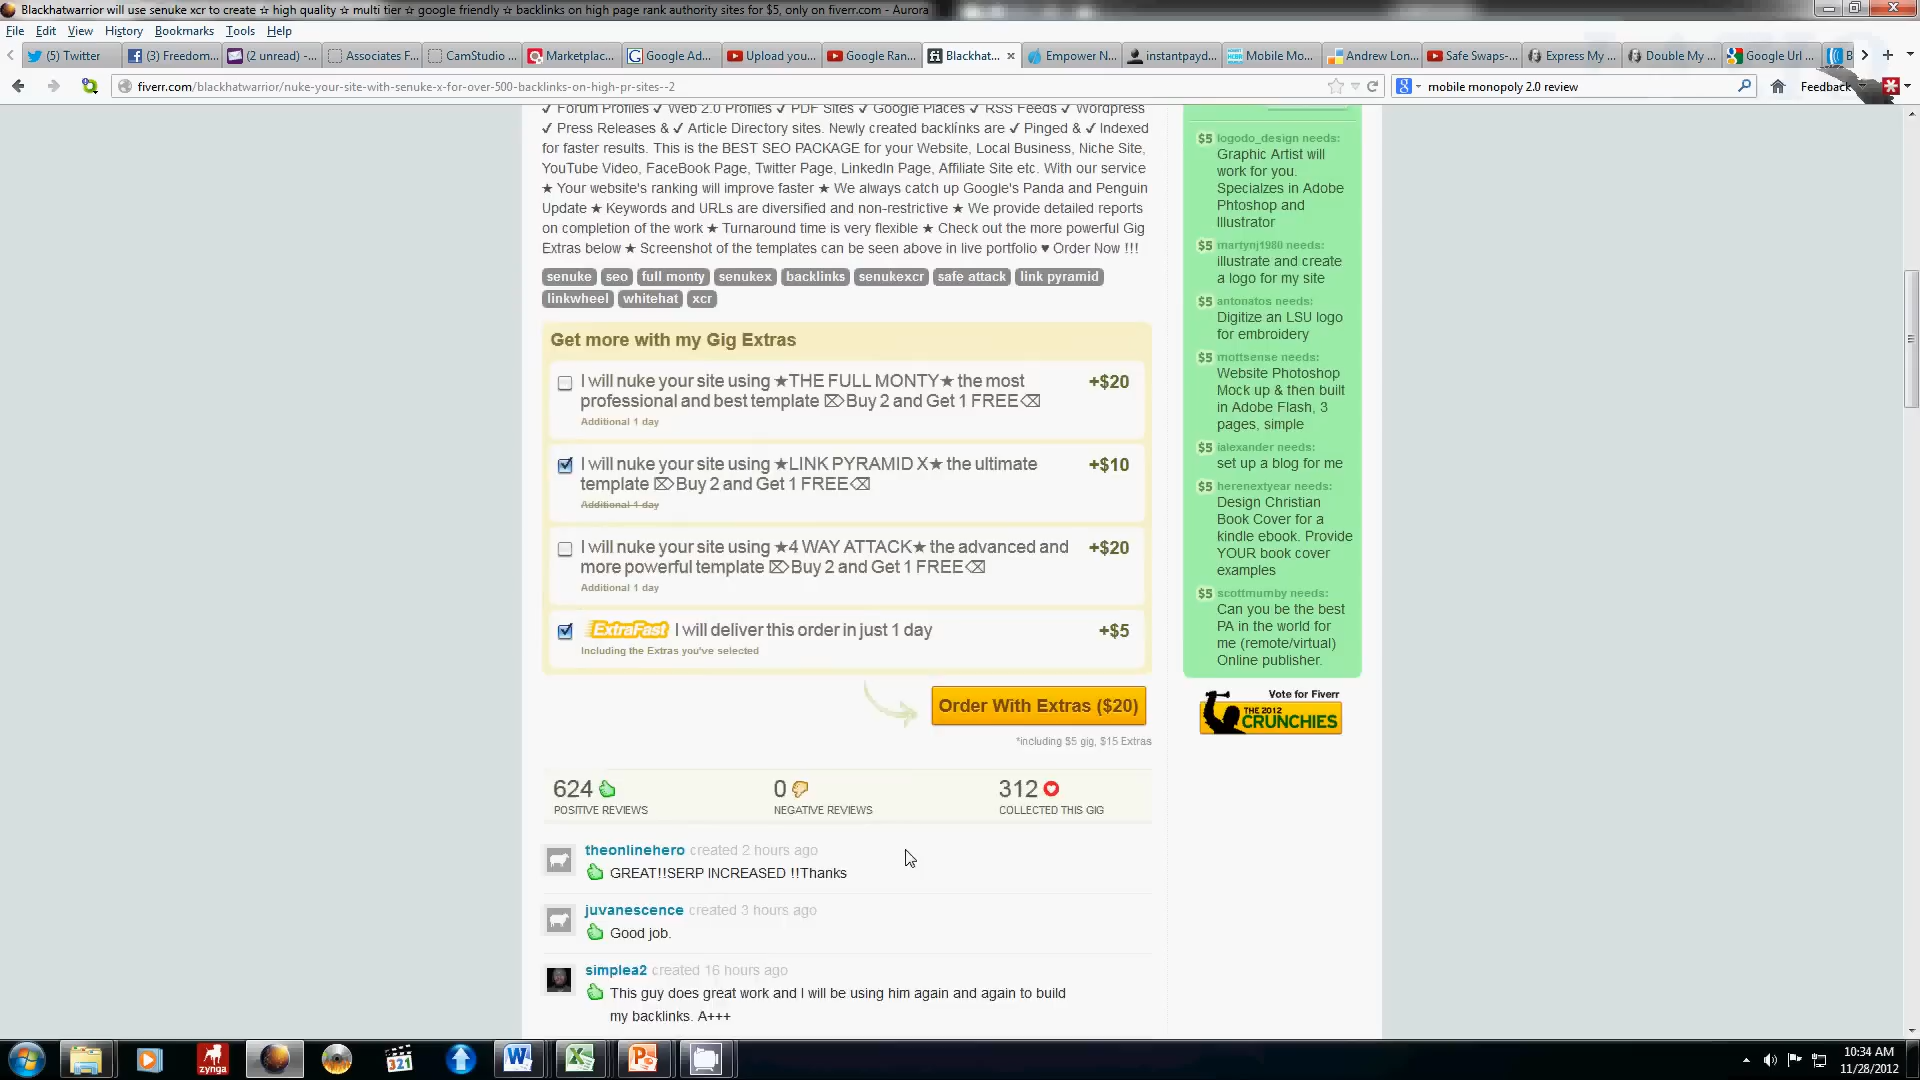 Blackhatwarrior will use senuke xcr to create ☆ high quality ☆ multi tier ☆ google friendly ☆ backlinks on high page rank authority sites for $5, only on fiverr.com - Aurora
File Edit View History Bookmarks Tools Help
(5) Twitter (3) Freedom... (2 unread) -... Associates F... CamStudio ... Marketplac... Google Ad... Upload you... Google Ran... Blackhat... Empower N... instantpayd... Mobile Mo... Andrew Lon... Safe Swaps-... Express My ... Double My ... Google Url ... B
fiverr.com/blackhatwarrior/nuke-your-site-with-senuke-x-for-over-500-backlinks-on-high-pr-sites--2 mobile monopoly 2.0 review Feedback
✓ Forum Profiles ✓ Web 2.0 Profiles ✓ PDF Sites ✓ Google Places ✓ RSS Feeds ✓ Wordpress
✓ Press Releases & ✓ Article Directory sites. Newly created backlinks are ✓ Pinged & ✓ Indexed
for faster results. This is the BEST SEO PACKAGE for your Website, Local Business, Niche Site,
YouTube Video, FaceBook Page, Twitter Page, LinkedIn Page, Affiliate Site etc. With our service
★ Your website's ranking will improve faster ★ We always catch up Google's Panda and Penguin
Update ★ Keywords and URLs are diversified and non-restrictive ★ We provide detailed reports
on completion of the work ★ Turnaround time is very flexible ★ Check out the more powerful Gig
Extras below ★ Screenshot of the templates can be seen above in live portfolio ♥ Order Now !!!
senuke seo full monty senukex backlinks senukexcr safe attack link pyramid
linkwheel whitehat xcr
Get more with my Gig Extras
I will nuke your site using ★THE FULL MONTY★ the most +$20
professional and best template ⌦Buy 2 and Get 1 FREE⌫
Additional 1 day
I will nuke your site using ★LINK PYRAMID X★ the ultimate +$10
template ⌦Buy 2 and Get 1 FREE⌫
Additional 1 day
I will nuke your site using ★4 WAY ATTACK★ the advanced and +$20
more powerful template ⌦Buy 2 and Get 1 FREE⌫
Additional 1 day
ExtraFast I will deliver this order in just 1 day +$5
Including the Extras you've selected
Order With Extras ($20)
*including $5 gig, $15 Extras
624 0 312
POSITIVE REVIEWS NEGATIVE REVIEWS COLLECTED THIS GIG
theonlinehero created 2 hours ago
GREAT!!SERP INCREASED !!Thanks
juvanescence created 3 hours ago
Good job.
simplea2 created 16 hours ago
This guy does great work and I will be using him again and again to build
my backlinks. A+++
$5 logodo_design needs:
Graphic Artist will
work for you.
Specialzes in Adobe
Phtoshop and
Illustrator
$5 martynj1980 needs:
illustrate and create
a logo for my site
$5 antonatos needs:
Digitize an LSU logo
for embroidery
$5 mottsense needs:
Website Photoshop
Mock up & then built
in Adobe Flash, 3
pages, simple
$5 ialexander needs:
set up a blog for me
$5 herenextyear needs:
Design Christian
Book Cover for a
kindle ebook. Provide
YOUR book cover
examples
$5 scottmumby needs:
Can you be the best
PA in the world for
me (remote/virtual)
Online publisher.
Vote for Fiverr
THE 2012
CRUNCHIES
zynga
321
10:34 AM
11/28/2012